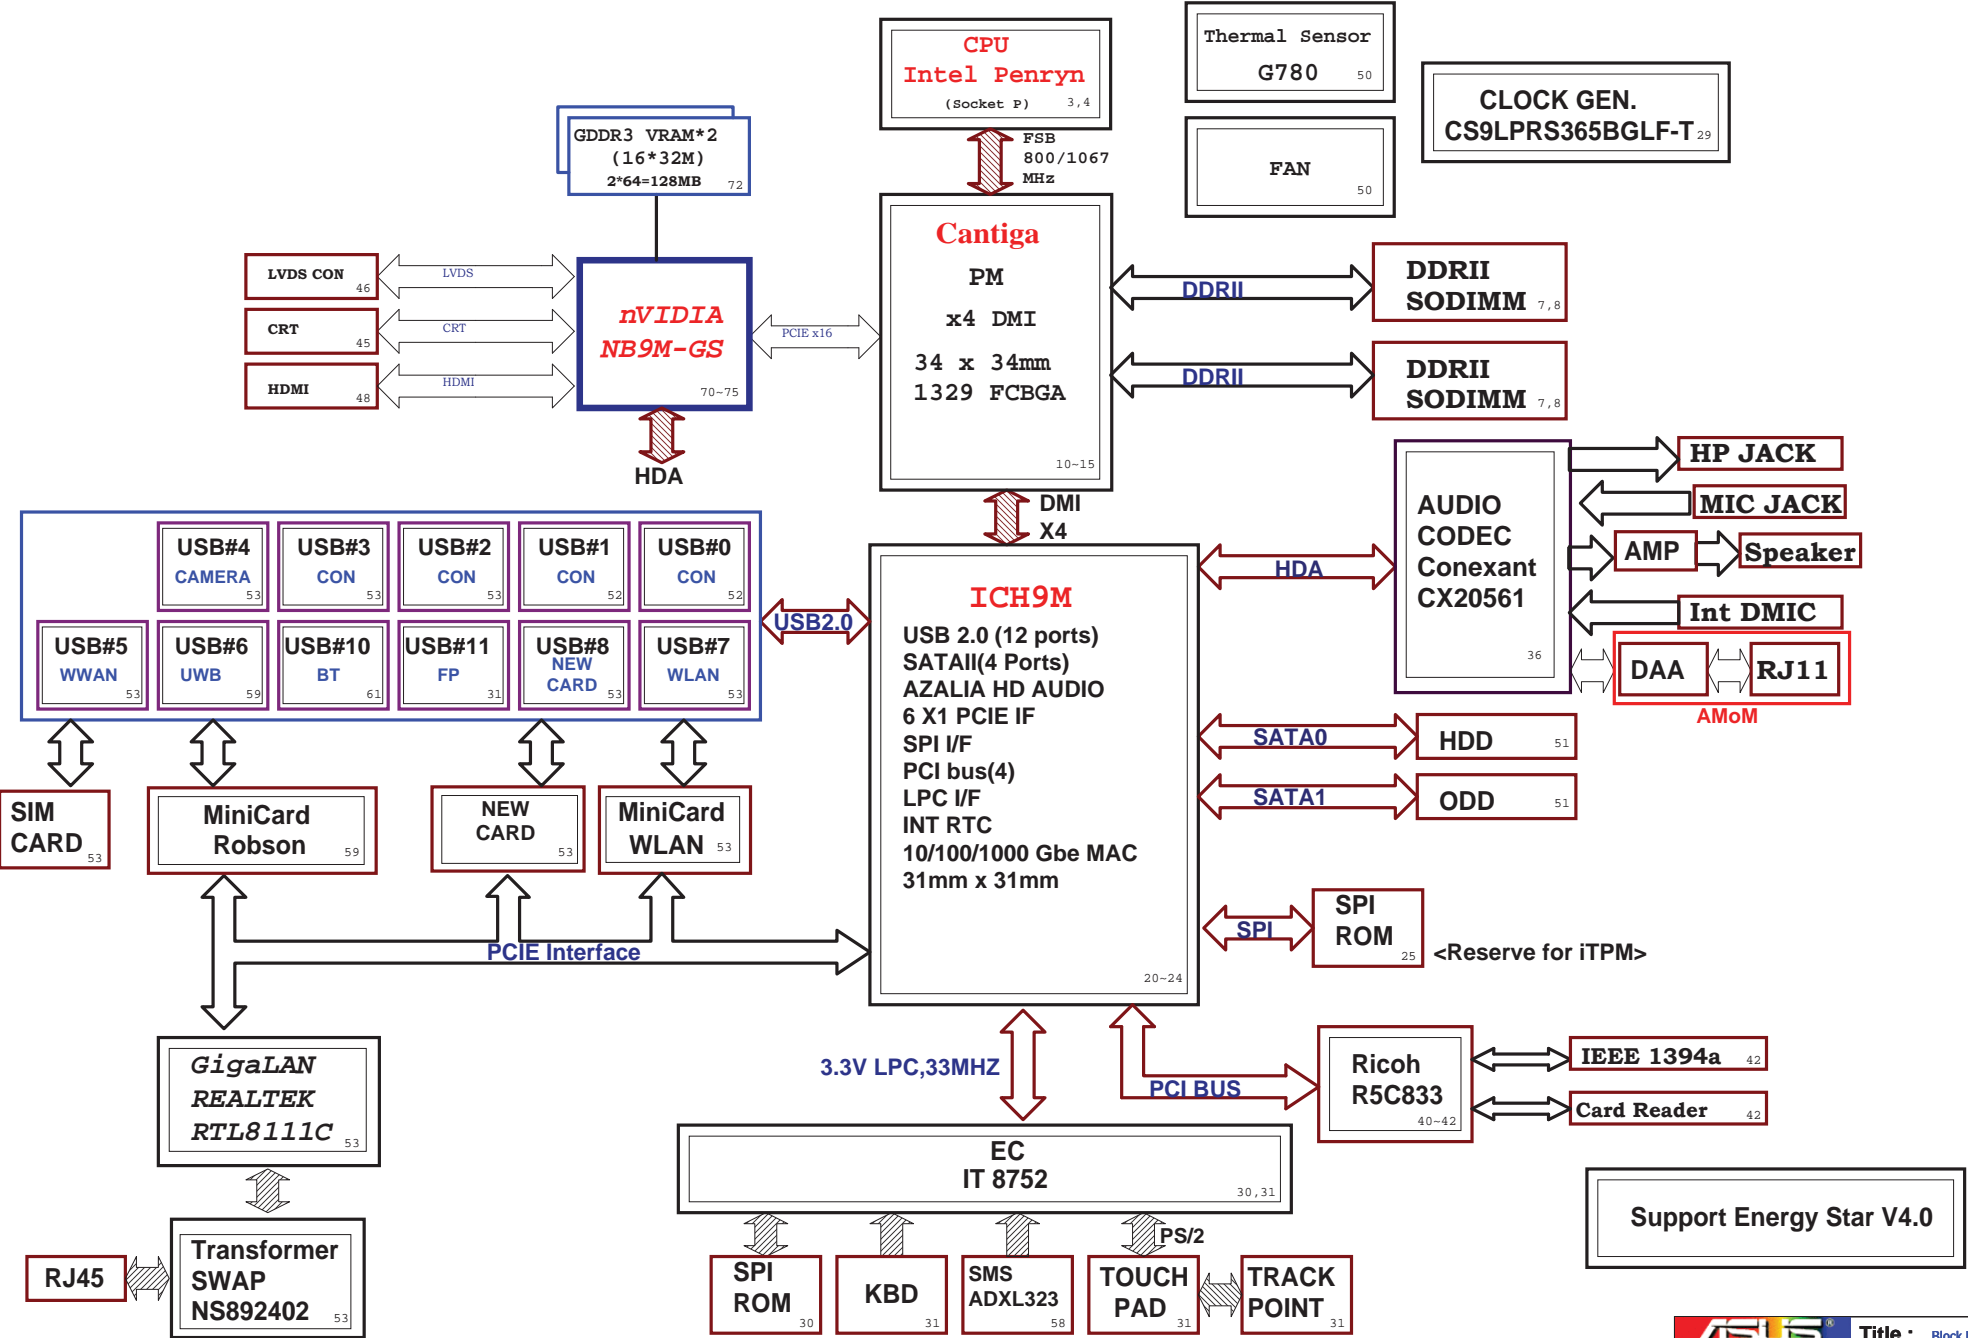 CPU
Intel Penryn
(Socket P) 3,4
Thermal Sensor
G780 50
CLOCK GEN.
CS9LPRS365BGLF-T 29
FAN
50
FSB
800/1067
MHz
GDDR3 VRAM*2
(16*32M)
2*64=128MB 72
LVDS CON 46
LVDS
CRT 45
CRT
HDMI 48
HDMI
nVIDIA
NB9M-GS
70~75
PCIE x16
HDA
Cantiga
PM
x4 DMI
34 x 34mm
1329 FCBGA
10~15
DDRII
DDRII
SODIMM 7,8
DDRII
DDRII
SODIMM 7,8
DMI
X4
USB#4
CAMERA
53
USB#3
CON
53
USB#2
CON
53
USB#1
CON
52
USB#0
CON
52
USB#5
WWAN
53
USB#6
UWB
59
USB#10
BT
61
USB#11
FP
31
USB#8
NEW
CARD
53
USB#7
WLAN
53
USB2.0
ICH9M
USB 2.0 (12 ports)
SATAII(4 Ports)
AZALIA HD AUDIO
6 X1 PCIE IF
SPI I/F
PCI bus(4)
LPC I/F
INT RTC
10/100/1000 Gbe MAC
31mm x 31mm
20~24
HDA
AUDIO
CODEC
Conexant
CX20561
36
HP JACK
MIC JACK
AMP
Speaker
Int DMIC
DAA
RJ11
AMoM
SATA0
HDD 51
SATA1
ODD 51
SIM
CARD 53
MiniCard
Robson 59
NEW
CARD
53
MiniCard
WLAN 53
PCIE Interface
SPI
SPI
ROM
25
<Reserve for iTPM>
GigaLAN
REALTEK
RTL8111C 53
3.3V LPC,33MHZ
PCI BUS
Ricoh
R5C833
40~42
IEEE 1394a 42
Card Reader 42
EC
IT 8752
30,31
Transformer
SWAP
NS892402 53
RJ45
SPI
ROM
30
KBD
31
SMS
ADXL323
58
PS/2
TOUCH
PAD
31
TRACK
POINT
31
Support Energy Star V4.0
Title : Block